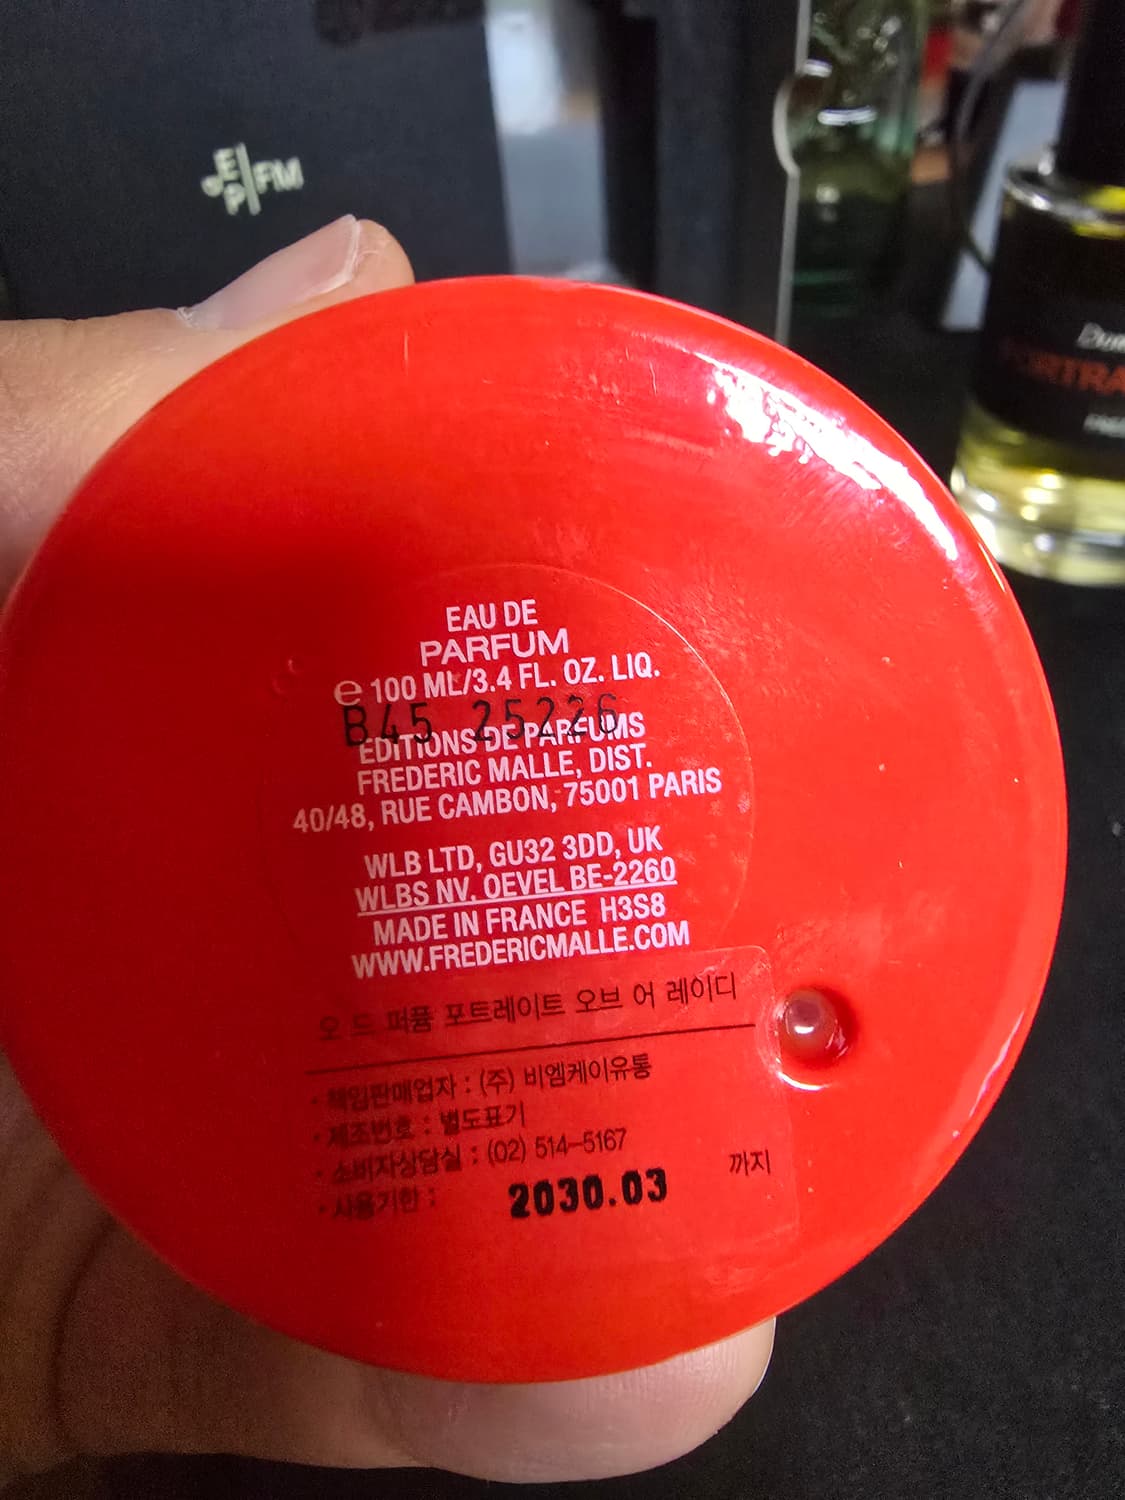 E
P FM
Dom
PORTRA
EAU DE
PARFUM
e 100 ML/3.4 FL. OZ. LIQ.
B45 25226
EDITIONS DE PARFUMS
FREDERIC MALLE, DIST.
40/48, RUE CAMBON, 75001 PARIS
WLB LTD, GU32 3DD, UK
WLBS NV, OEVEL BE-2260
MADE IN FRANCE H3S8
WWW.FREDERICMALLE.COM
오 드 퍼퓸 포트레이트 오브 어 레이디
· 책임판매업자 : (주) 비엠케이유통
· 제조번호 : 별도표기
· 소비자상담실 : (02) 514-5167
· 사용기한 : 2030.03 까지